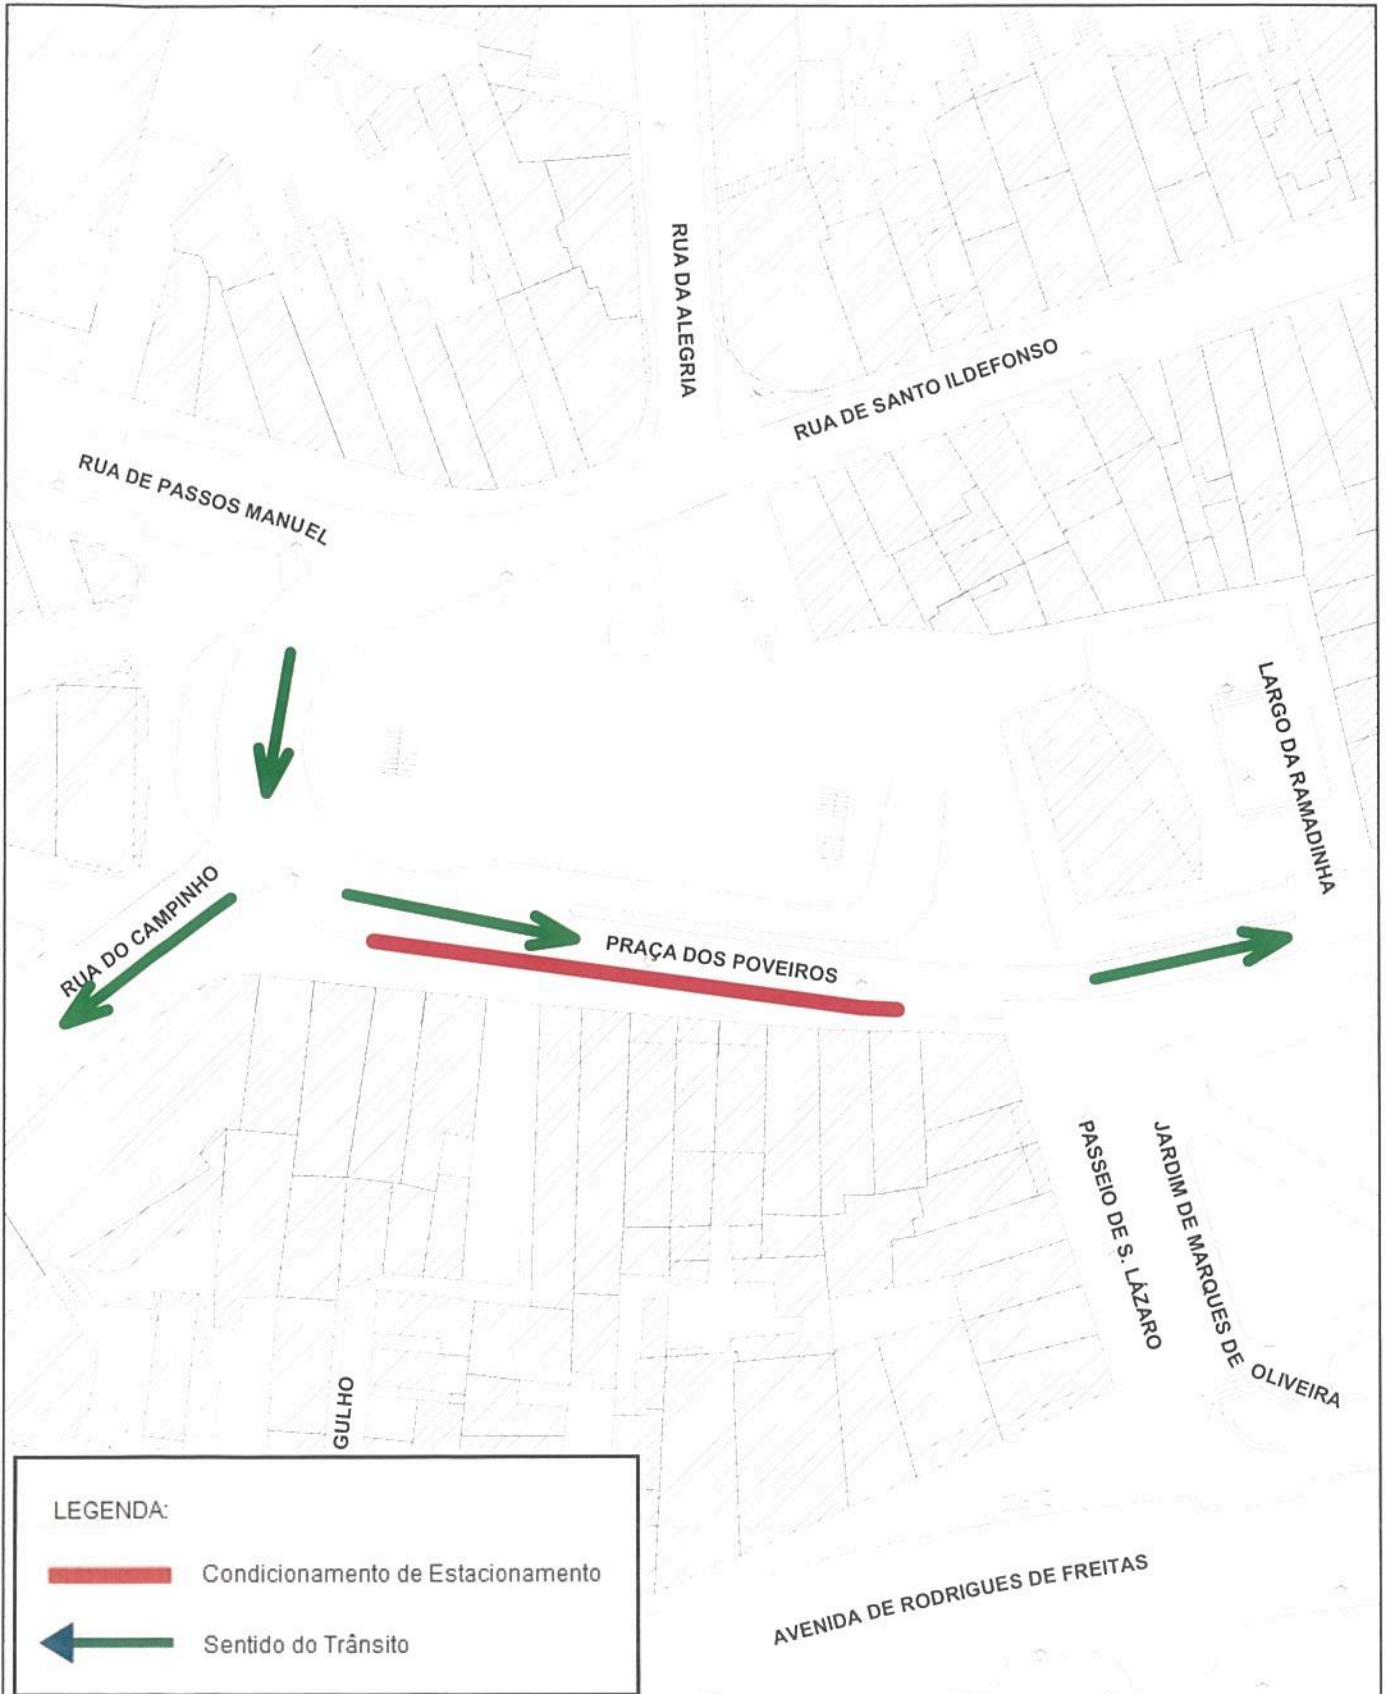 RUA DA ALEGRIA
RUA DE SANTO ILDEFONSO
RUA DE PASSOS MANUEL
LARGO DA RAMADINHA
RUA DO CAMPINHO
PRAÇA DOS POVEIROS
PASSEIO DE S. LÁZARO
JARDIM DE MARQUES DE OLIVEIRA
GULHO
LEGENDA:
Condicionamento de Estacionamento
Sentido do Trânsito
AVENIDA DE RODRIGUES DE FREITAS